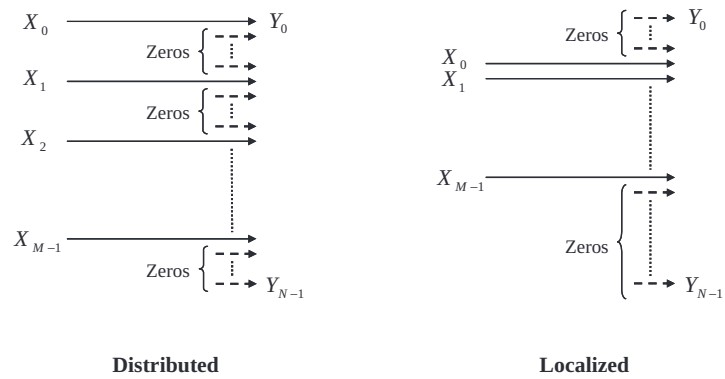 X0 Y0
Zeros
X1
Zeros
X2
XM−1
Zeros
YN−1
Distributed
Y0
Zeros
X0
X1
XM−1
Zeros
YN−1
Localized